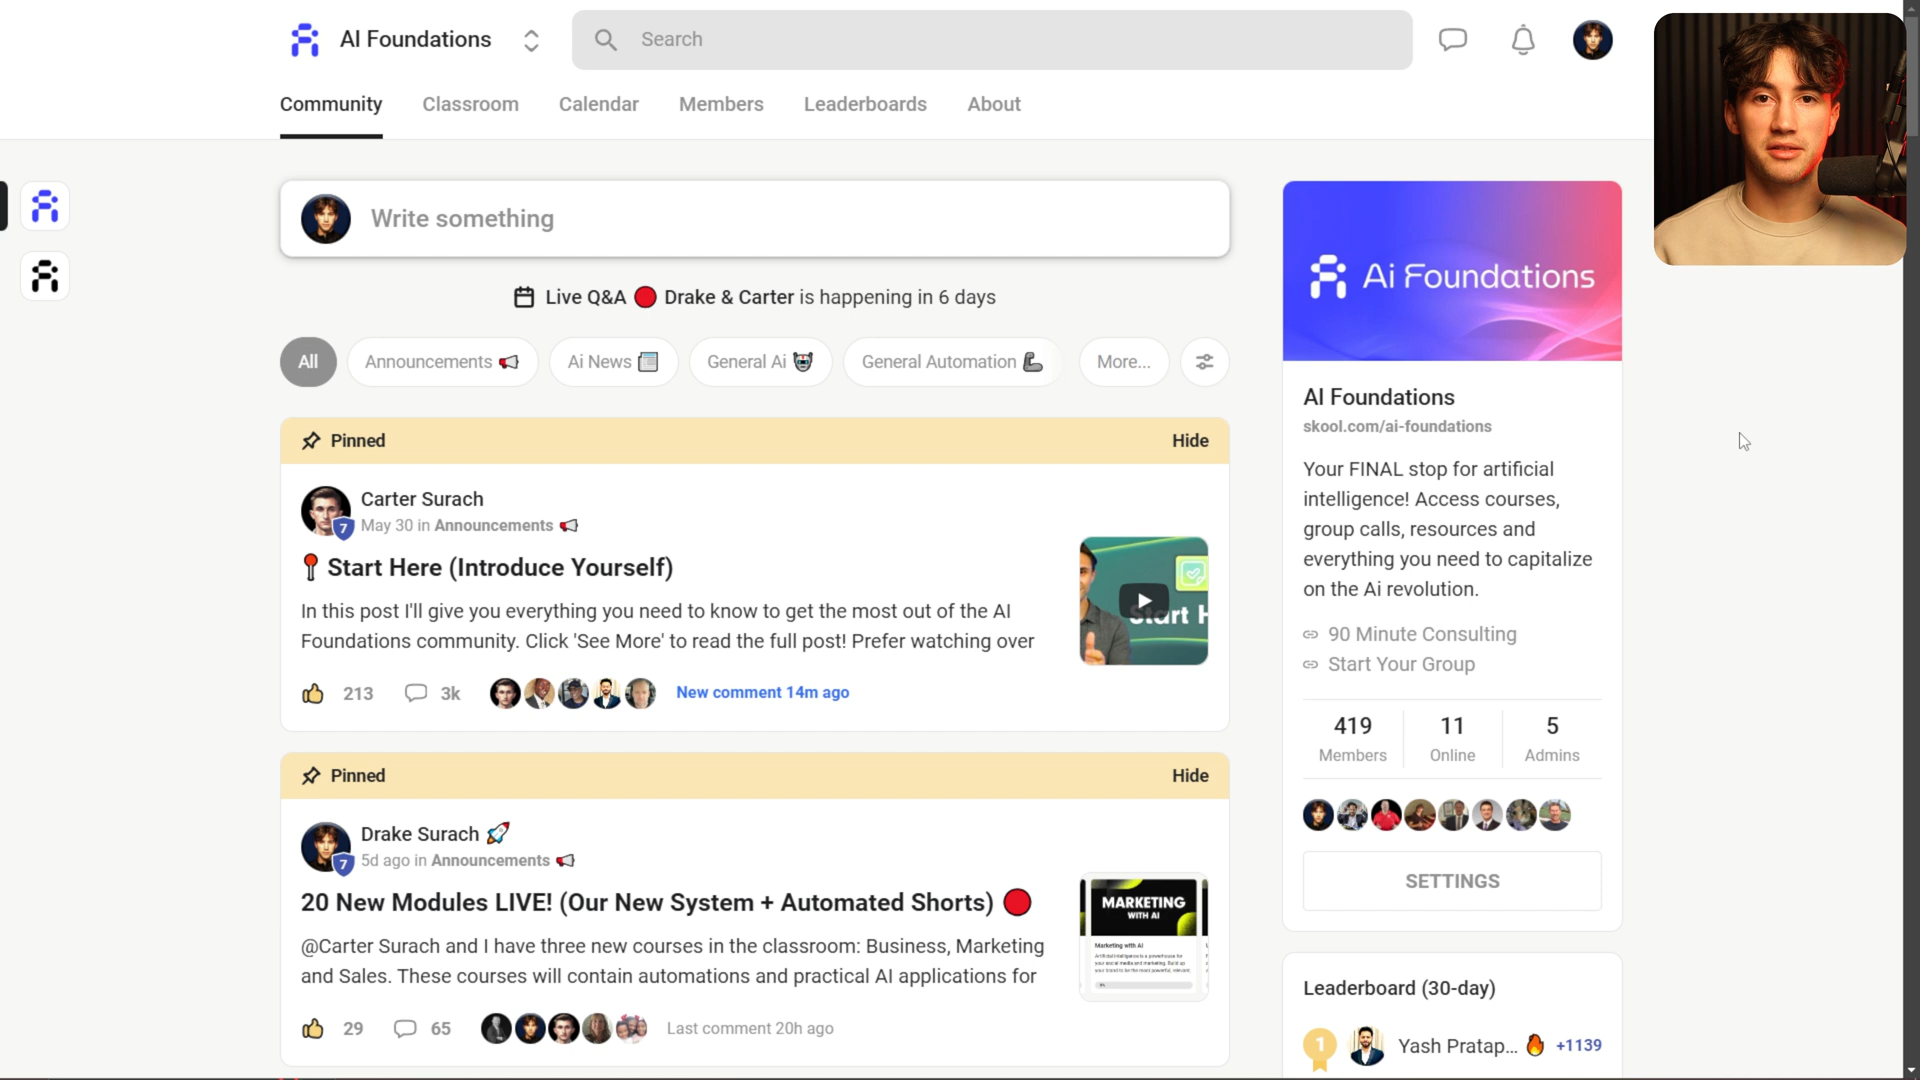 AI Foundations
Search
Community
Classroom
Calendar
Members
Leaderboards
About
Write something
Live Q&A 🔴 Drake & Carter is happening in 6 days
All
Announcements 📢
Ai News 📰
General Ai 🤖
General Automation 🦾
More...
Pinned
Hide
Carter Surach
7
May 30 in Announcements 📢
📍 Start Here (Introduce Yourself)
In this post I'll give you everything you need to know to get the most out of the AI
Foundations community. Click 'See More' to read the full post! Prefer watching over
Start H
213
3k
New comment 14m ago
Pinned
Hide
Drake Surach 🚀
7
5d ago in Announcements 📢
20 New Modules LIVE! (Our New System + Automated Shorts) 🔴
@Carter Surach and I have three new courses in the classroom: Business, Marketing
and Sales. These courses will contain automations and practical AI applications for
MARKETING
WITH AI
Marketing with AI
29
65
Last comment 20h ago
Ai Foundations
AI Foundations
skool.com/ai-foundations
Your FINAL stop for artificial
intelligence! Access courses,
group calls, resources and
everything you need to capitalize
on the Ai revolution.
90 Minute Consulting
Start Your Group
419
Members
11
Online
5
Admins
SETTINGS
Leaderboard (30-day)
1
Yash Pratap... 🔥 +1139